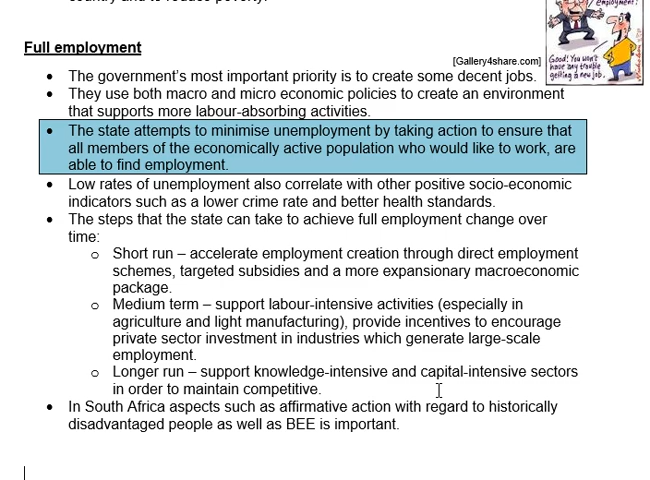 country and to reduce poverty.
employment!
Full employment
[Gallery4share.com]
Good! You won't
have any trouble
getting a new job.
• The government's most important priority is to create some decent jobs.
• They use both macro and micro economic policies to create an environment
that supports more labour-absorbing activities.
• The state attempts to minimise unemployment by taking action to ensure that
all members of the economically active population who would like to work, are
able to find employment.
• Low rates of unemployment also correlate with other positive socio-economic
indicators such as a lower crime rate and better health standards.
• The steps that the state can take to achieve full employment change over
time:
o Short run – accelerate employment creation through direct employment
schemes, targeted subsidies and a more expansionary macroeconomic
package.
o Medium term – support labour-intensive activities (especially in
agriculture and light manufacturing), provide incentives to encourage
private sector investment in industries which generate large-scale
employment.
o Longer run – support knowledge-intensive and capital-intensive sectors
in order to maintain competitive.
• In South Africa aspects such as affirmative action with regard to historically
disadvantaged people as well as BEE is important.